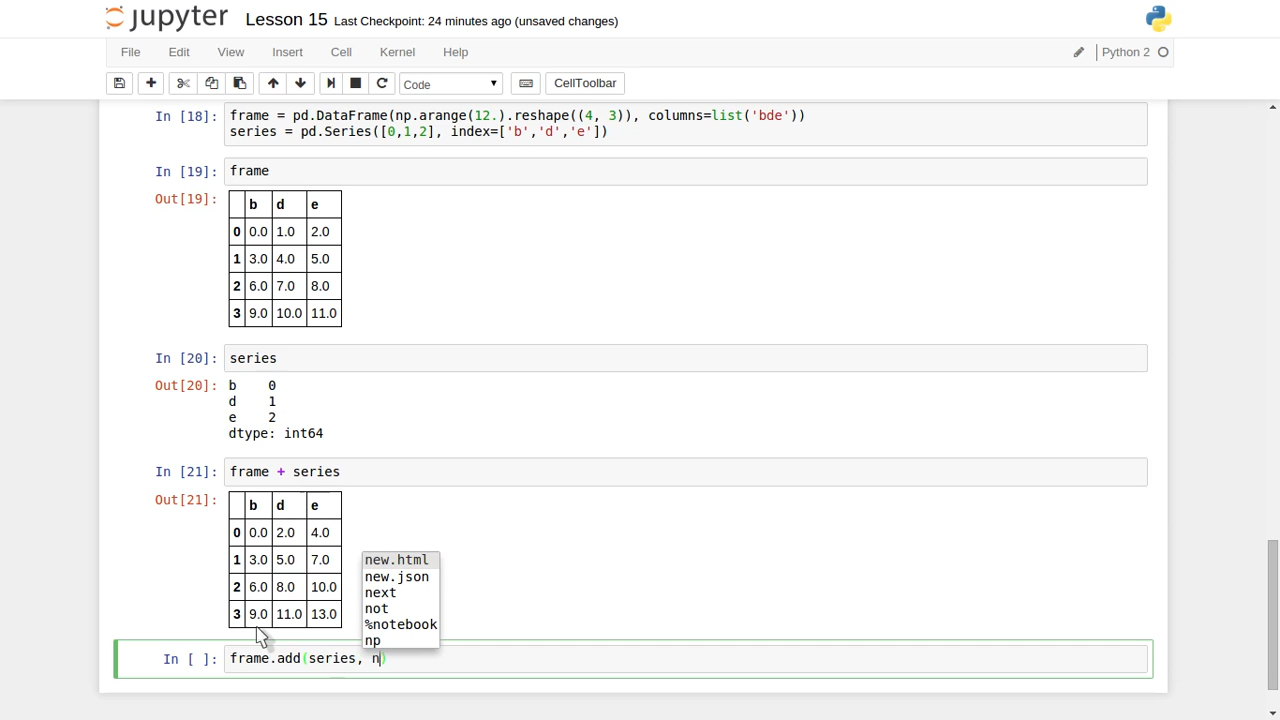 jupyter Lesson 15 Last Checkpoint: 24 minutes ago (unsaved changes)
File Edit View Insert Cell Kernel Help Python 2
Code CellToolbar
In [18]: frame = pd.DataFrame(np.arange(12.).reshape((4, 3)), columns=list('bde'))
series = pd.Series([0,1,2], index=['b','d','e'])
In [19]: frame
Out[19]:
b d e
0 0.0 1.0 2.0
1 3.0 4.0 5.0
2 6.0 7.0 8.0
3 9.0 10.0 11.0
In [20]: series
Out[20]: b 0
d 1
e 2
dtype: int64
In [21]: frame + series
Out[21]:
b d e
0 0.0 2.0 4.0
1 3.0 5.0 7.0
2 6.0 8.0 10.0
3 9.0 11.0 13.0
new.html
new.json
next
not
%notebook
np
In [ ]: frame.add(series, n)